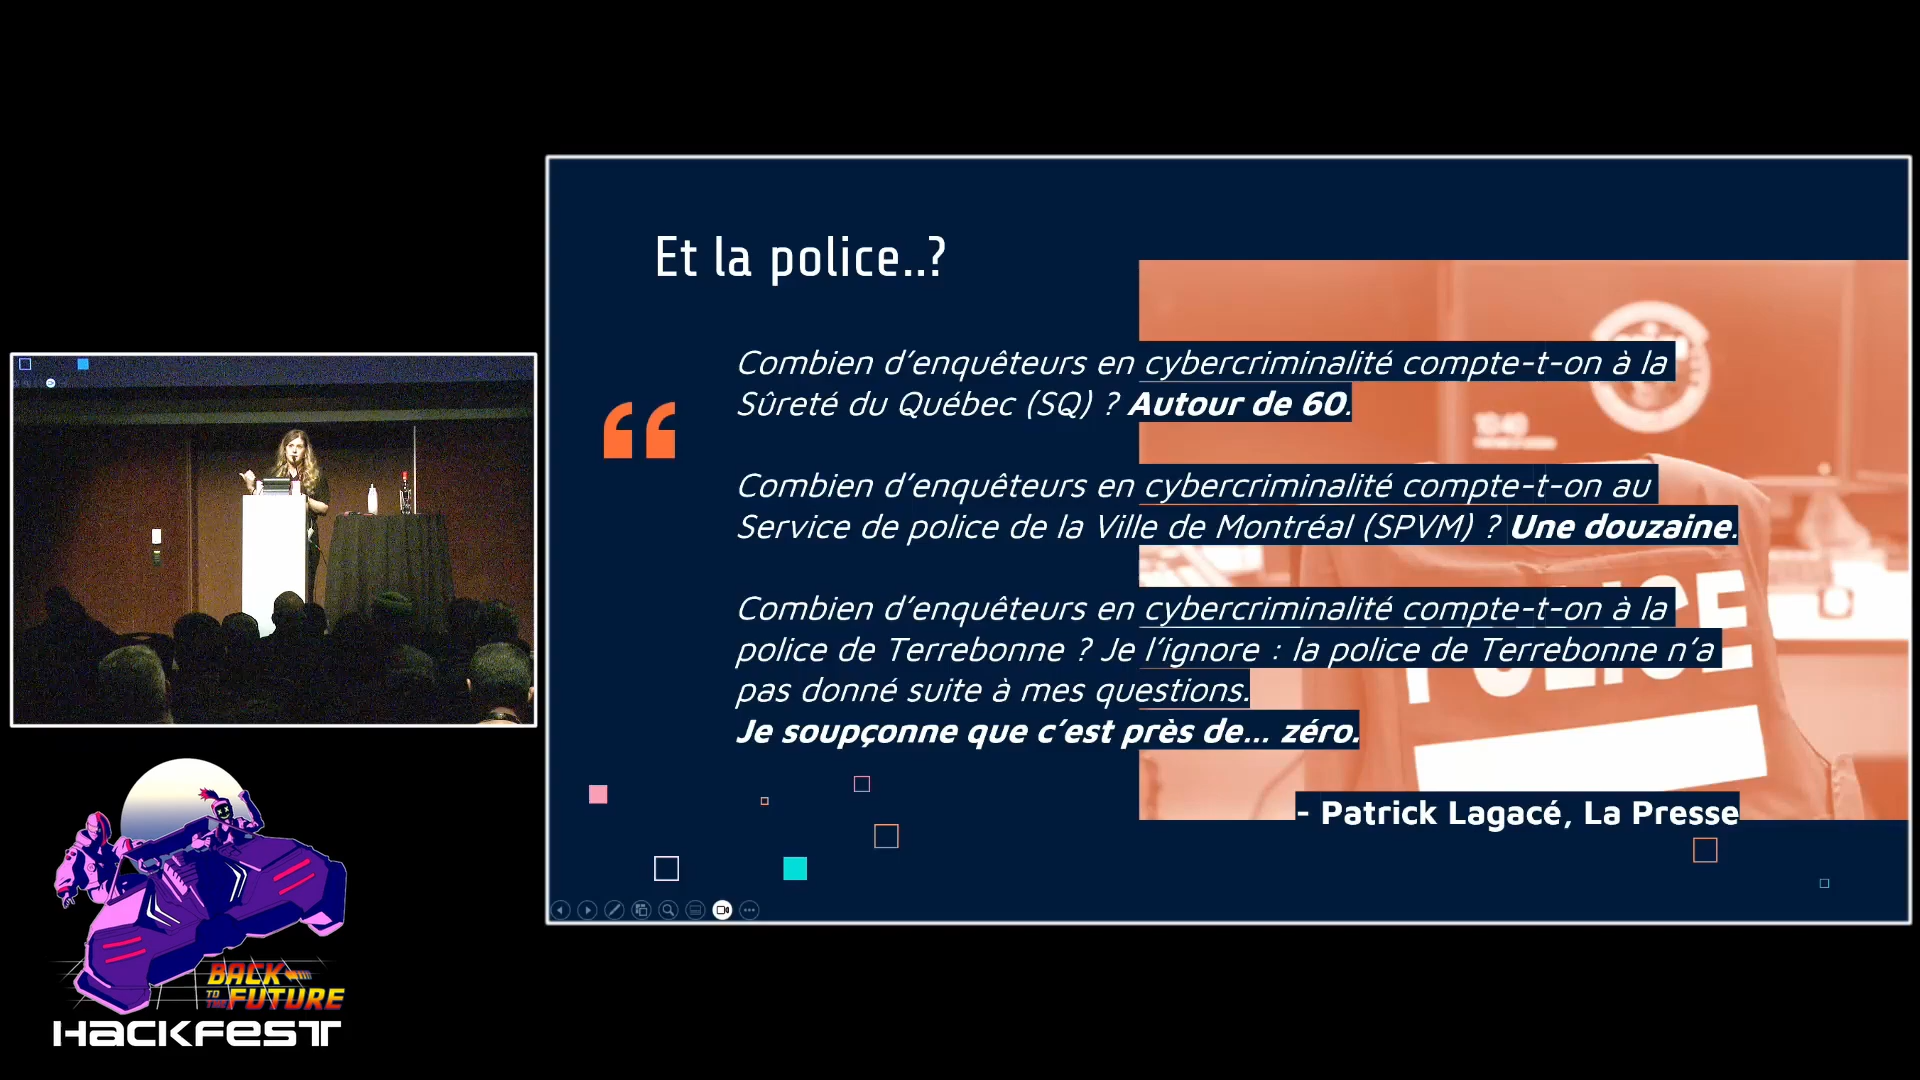 Et la police..?
Combien d’enquêteurs en cybercriminalité compte-t-on à la
Sûreté du Québec (SQ) ? Autour de 60.
Combien d’enquêteurs en cybercriminalité compte-t-on au
Service de police de la Ville de Montréal (SPVM) ? Une douzaine.
Combien d’enquêteurs en cybercriminalité compte-t-on à la
police de Terrebonne ? Je l’ignore : la police de Terrebonne n’a
pas donné suite à mes questions.
Je soupçonne que c’est près de... zéro.
- Patrick Lagacé, La Presse
POLICE
BACK
TO THE FUTURE
HACKFEST